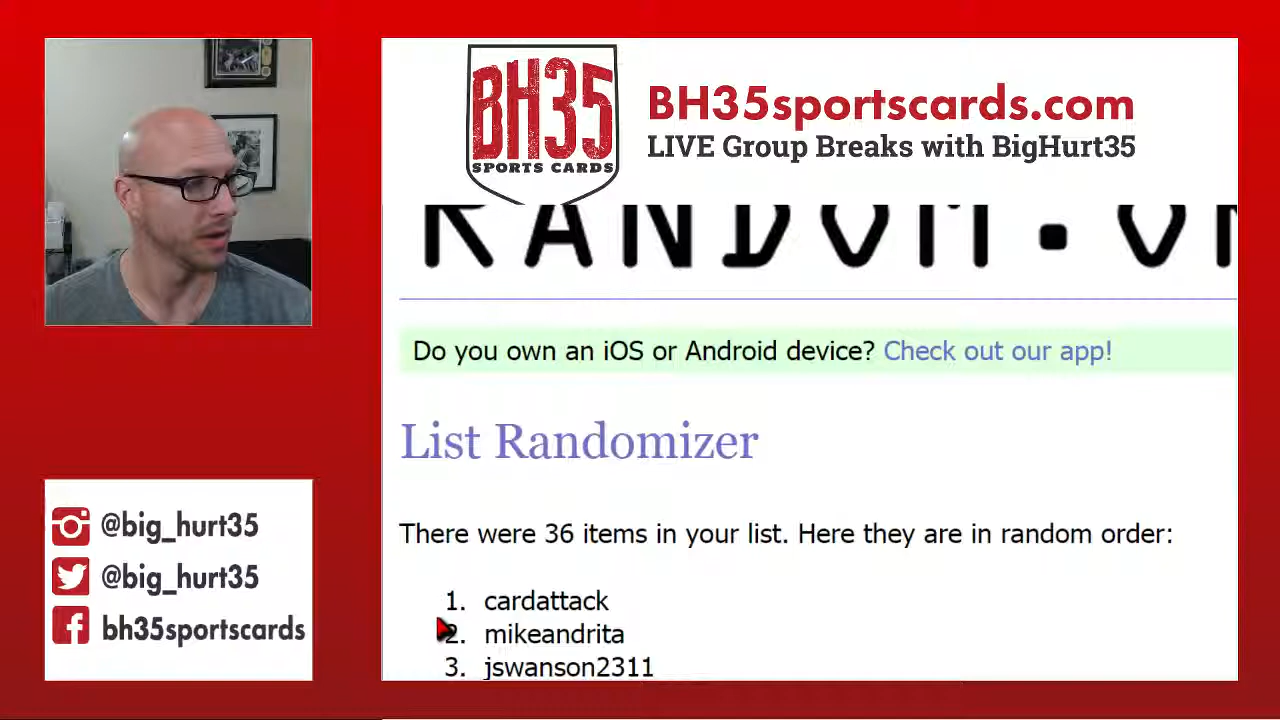 BH35
SPORTS CARDS
BH35sportscards.com
LIVE Group Breaks with BigHurt35
Do you own an iOS or Android device? Check out our app!
List Randomizer
There were 36 items in your list. Here they are in random order:
1. cardattack
2. mikeandrita
3. jswanson2311
@big_hurt35
@big_hurt35
bh35sportscards